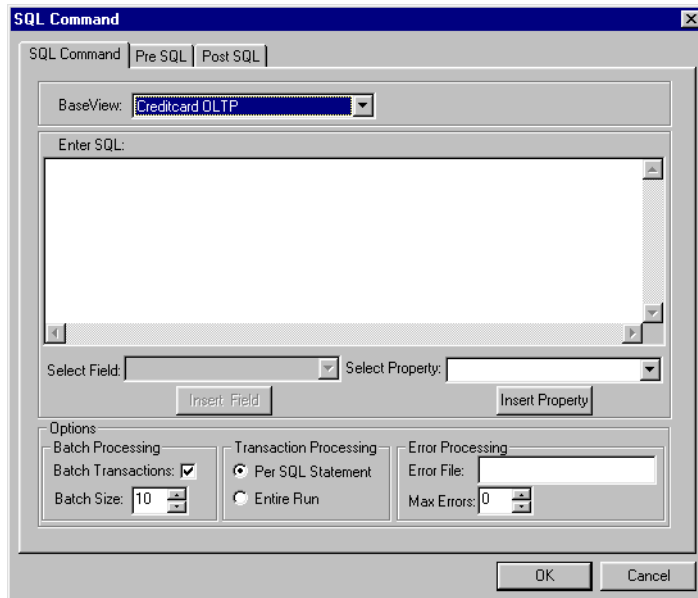 SQL Command
SQL Command Pre SQL Post SQL
BaseView: Creditcard OLTP
Enter SQL:
Select Field: Select Property:
Insert Field Insert Property
Options
Batch Processing Transaction Processing Error Processing
Batch Transactions: Per SQL Statement Error File:
Batch Size: 10 Entire Run Max Errors: 0
OK Cancel